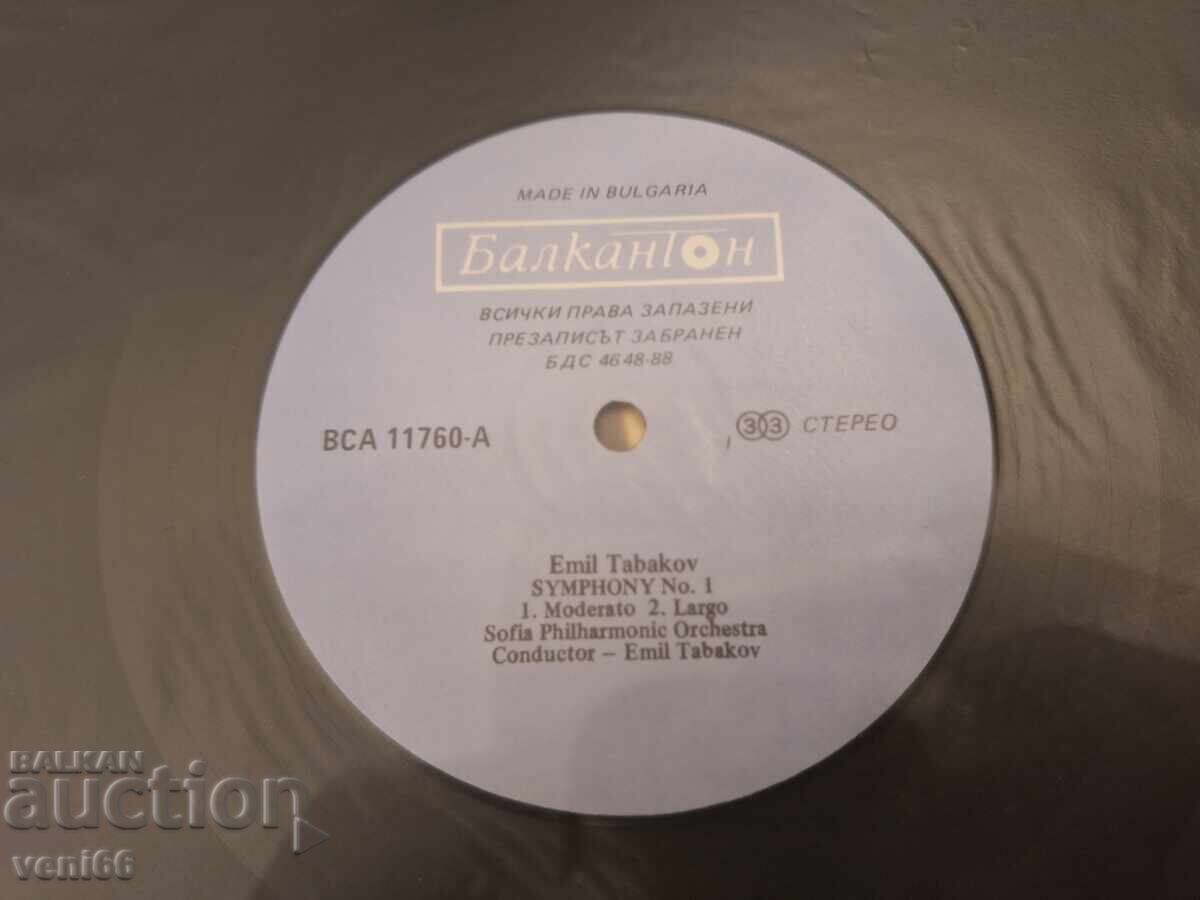 MADE IN BULGARIA
Балкантон
ВСИЧКИ ПРАВА ЗАПАЗЕНИ
ПРЕЗАПИСЪТ ЗАБРАНЕН
БДС 4648-88
ВСА 11760-А
33 СТЕРЕО
Emil Tabakov
SYMPHONY No. 1
1. Moderato 2. Largo
Sofia Philharmonic Orchestra
Conductor – Emil Tabakov
BALKAN
auction
veni66